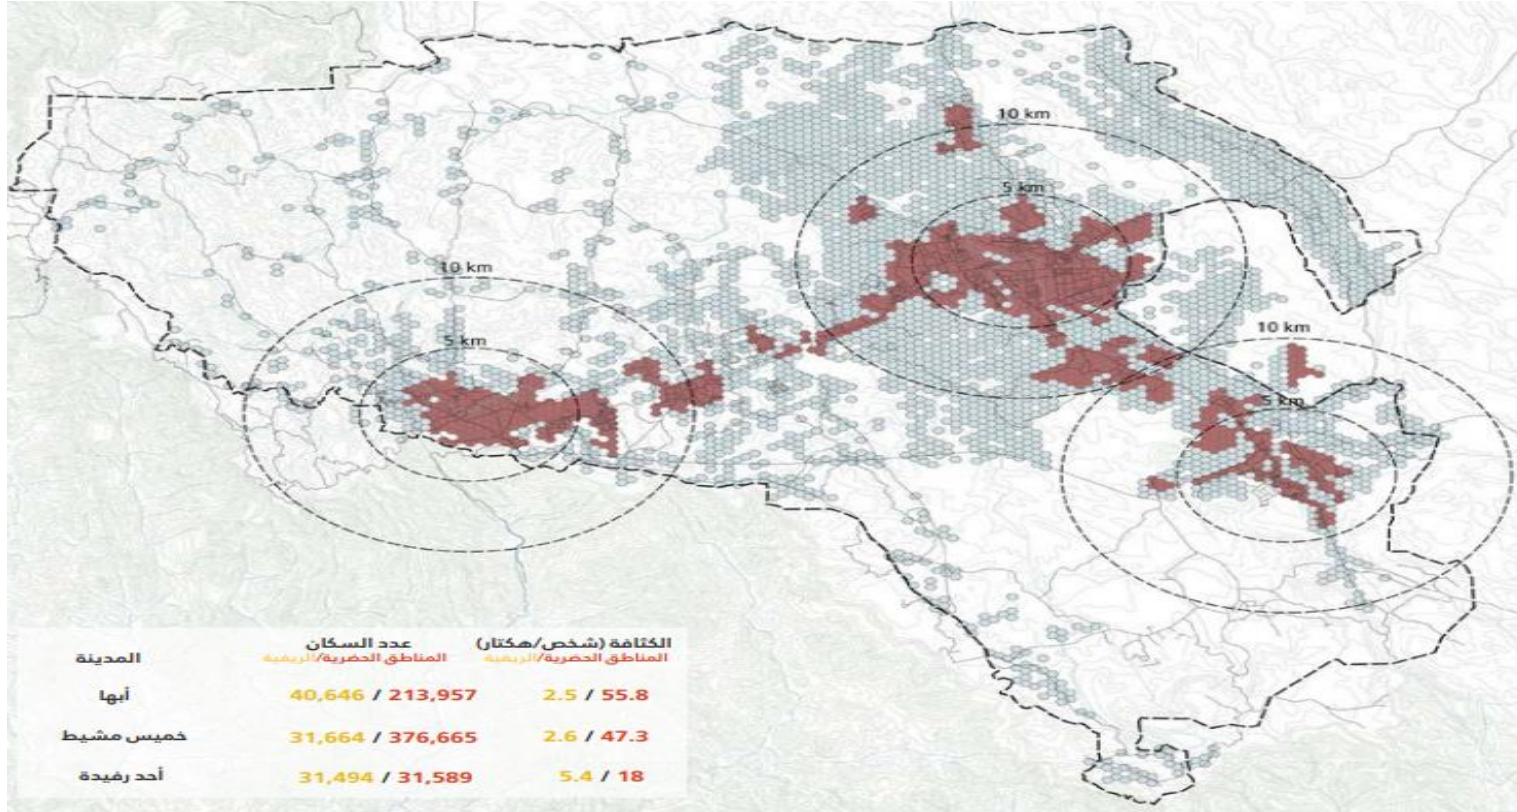 10 km
5 km
10 km
5 km
10 km
5 km
المدينة
عدد السكان
المناطق الحضرية/الريفية
الكثافة (شخص/هكتار)
المناطق الحضرية/الريفية
أبها
40,646 / 213,957
2.5 / 55.8
خميس مشيط
31,664 / 376,665
2.6 / 47.3
أحد رفيدة
31,494 / 31,589
5.4 / 18